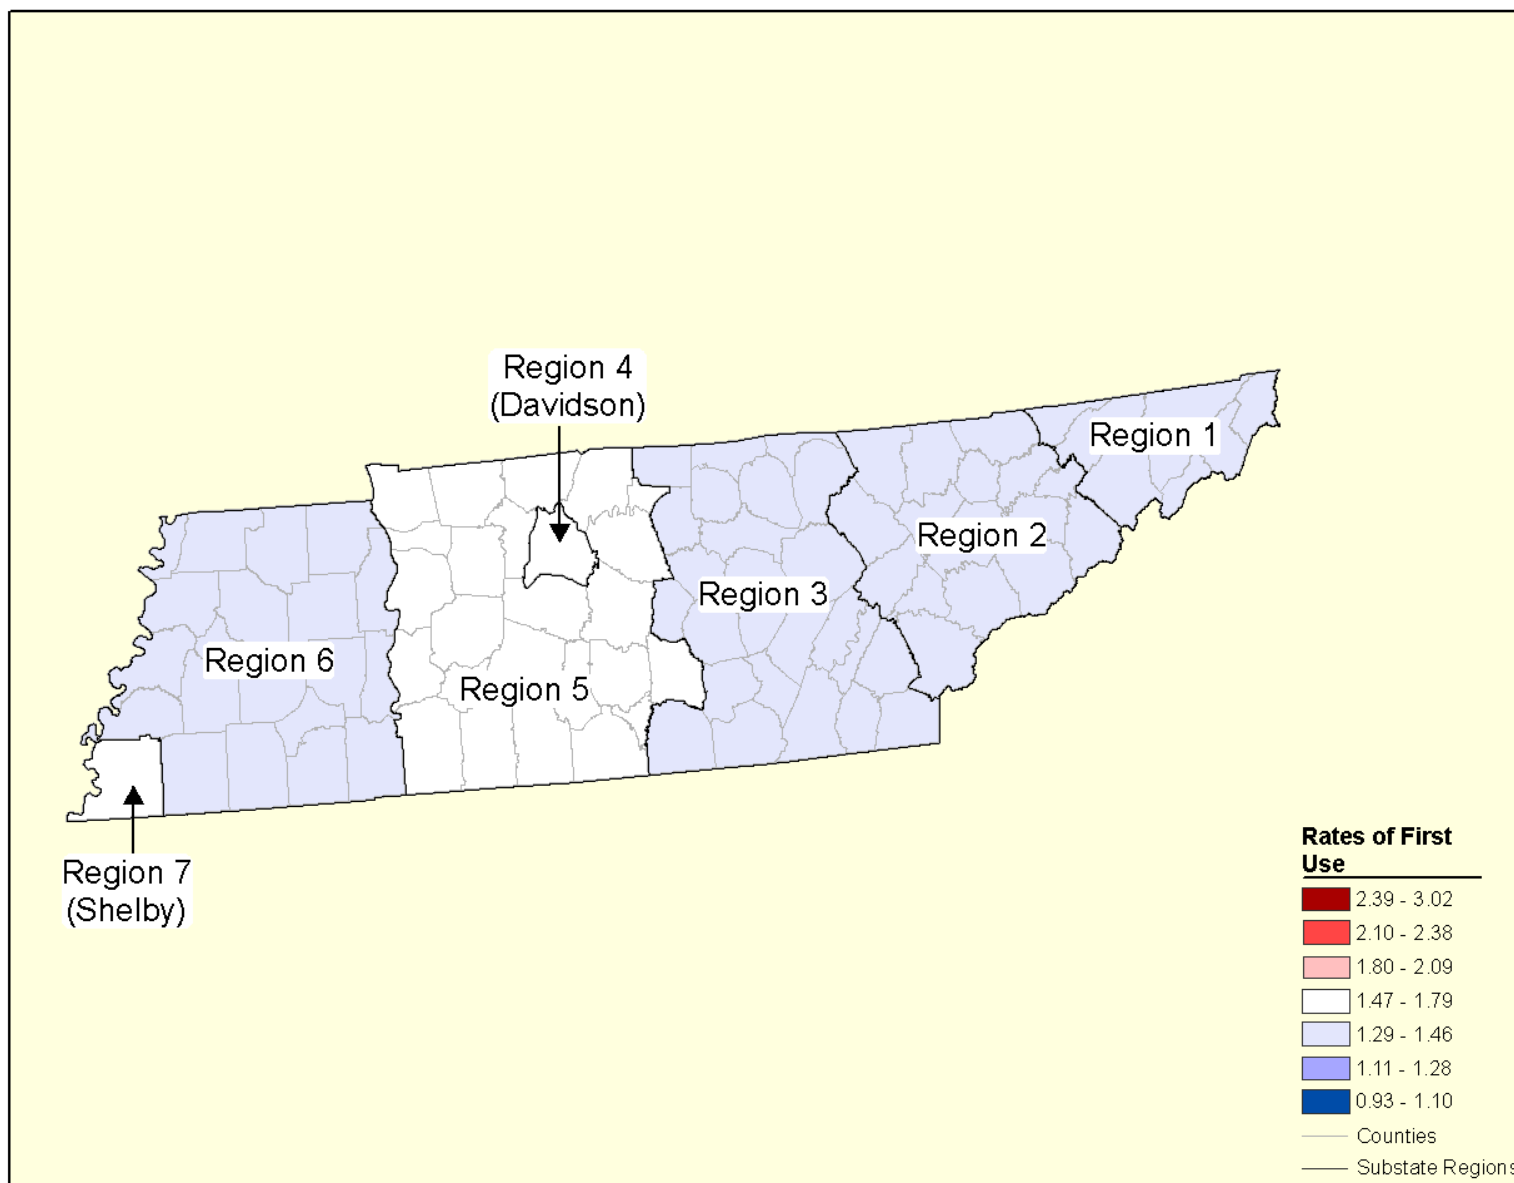 Region 4
(Davidson)
Region 1
Region 2
Region 3
Region 6
Region 5
Region 7
(Shelby)
Rates of First
Use
2.39 - 3.02
2.10 - 2.38
1.80 - 2.09
1.47 - 1.79
1.29 - 1.46
1.11 - 1.28
0.93 - 1.10
Counties
Substate Regions